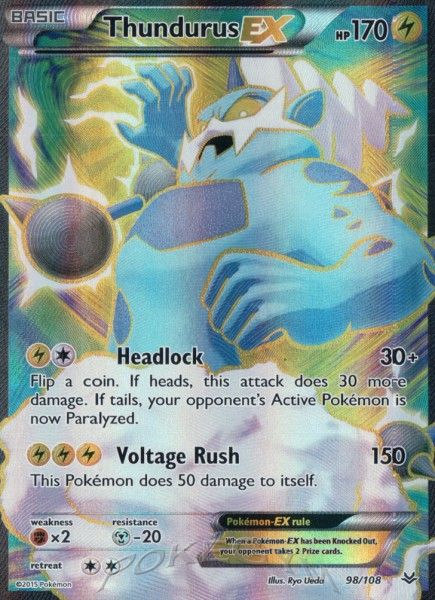 BASIC Thundurus EX HP170
Headlock 30+
Flip a coin. If heads, this attack does 30 more
damage. If tails, your opponent's Active Pokémon is
now Paralyzed.
Voltage Rush 150
This Pokémon does 50 damage to itself.
weakness resistance
×2 -20
Pokémon-EX rule
When a Pokémon-EX has been Knocked Out,
your opponent takes 2 Prize cards.
retreat
©2015 Pokémon Illus. Ryo Ueda 98/108